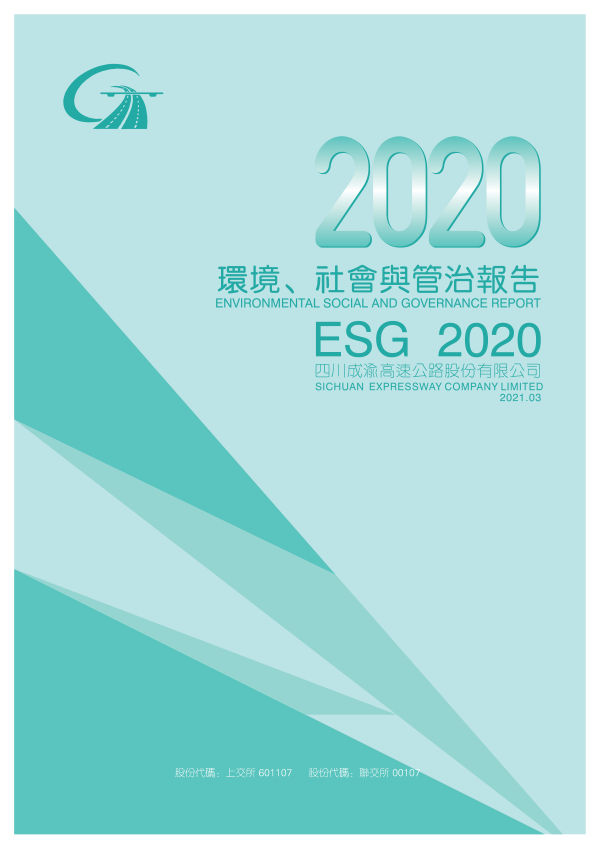 2020
環境、社會與管治報告
ENVIRONMENTAL SOCIAL AND GOVERNANCE REPORT
ESG 2020
四川成渝高速公路股份有限公司
SICHUAN EXPRESSWAY COMPANY LIMITED
2021.03
股份代碼：上交所 601107 股份代碼：聯交所 00107